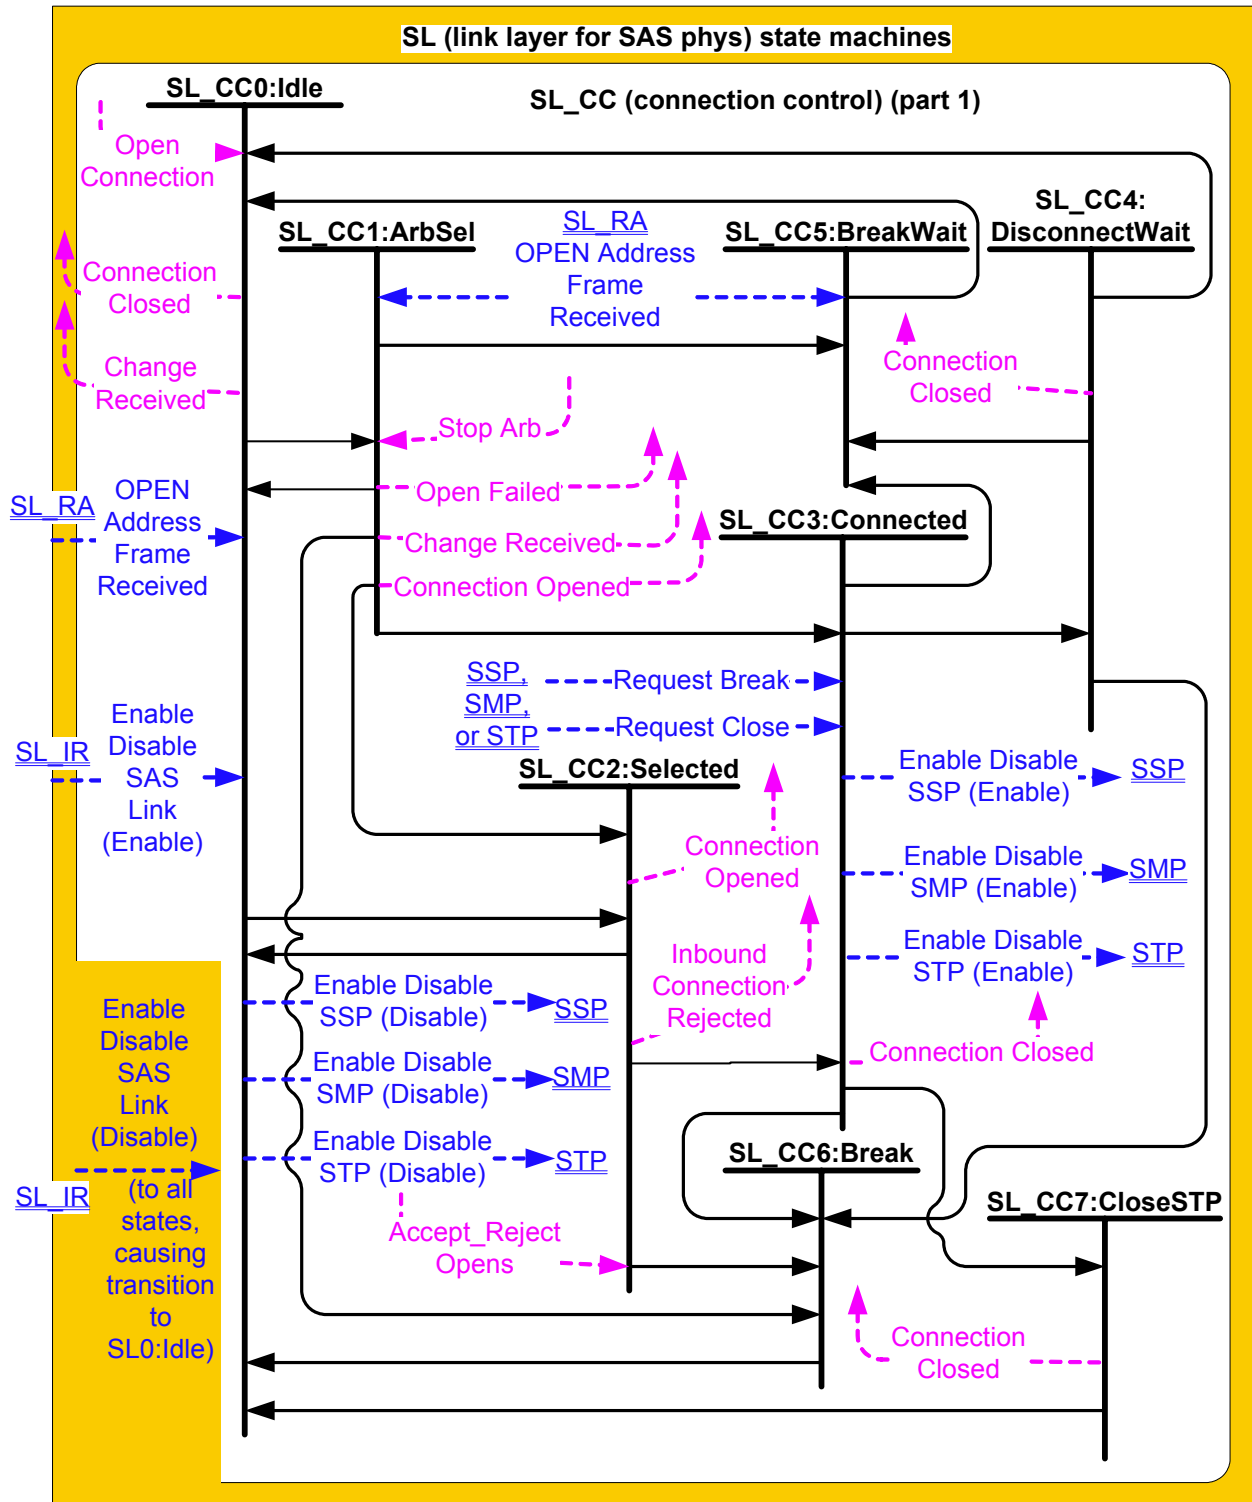 SL (link layer for SAS phys) state machines
SL_CC0:Idle
SL_CC (connection control) (part 1)
Open
Connection
SL_CC1:ArbSel
SL_RA
OPEN Address
Frame
Received
SL_CC5:BreakWait
SL_CC4:
DisconnectWait
Connection
Closed
Change
Received
Connection
Closed
Stop Arb
Open Failed
Change Received
Connection Opened
SL_RA
OPEN
Address
Frame
Received
SL_CC3:Connected
SSP,
SMP,
or STP
Request Break
Request Close
SL_IR
Enable
Disable
SAS
Link
(Enable)
SL_CC2:Selected
Enable Disable
SSP (Enable)
SSP
Connection
Opened
Enable Disable
SMP (Enable)
SMP
Inbound
Connection
Rejected
Enable Disable
STP (Enable)
STP
Enable Disable
SSP (Disable)
SSP
Connection Closed
Enable Disable
SMP (Disable)
SMP
Enable Disable
STP (Disable)
STP
Enable
Disable
SAS
Link
(Disable)
SL_IR
(to all
states,
causing
transition
to
SL0:Idle)
SL_CC6:Break
SL_CC7:CloseSTP
Accept_Reject
Opens
Connection
Closed